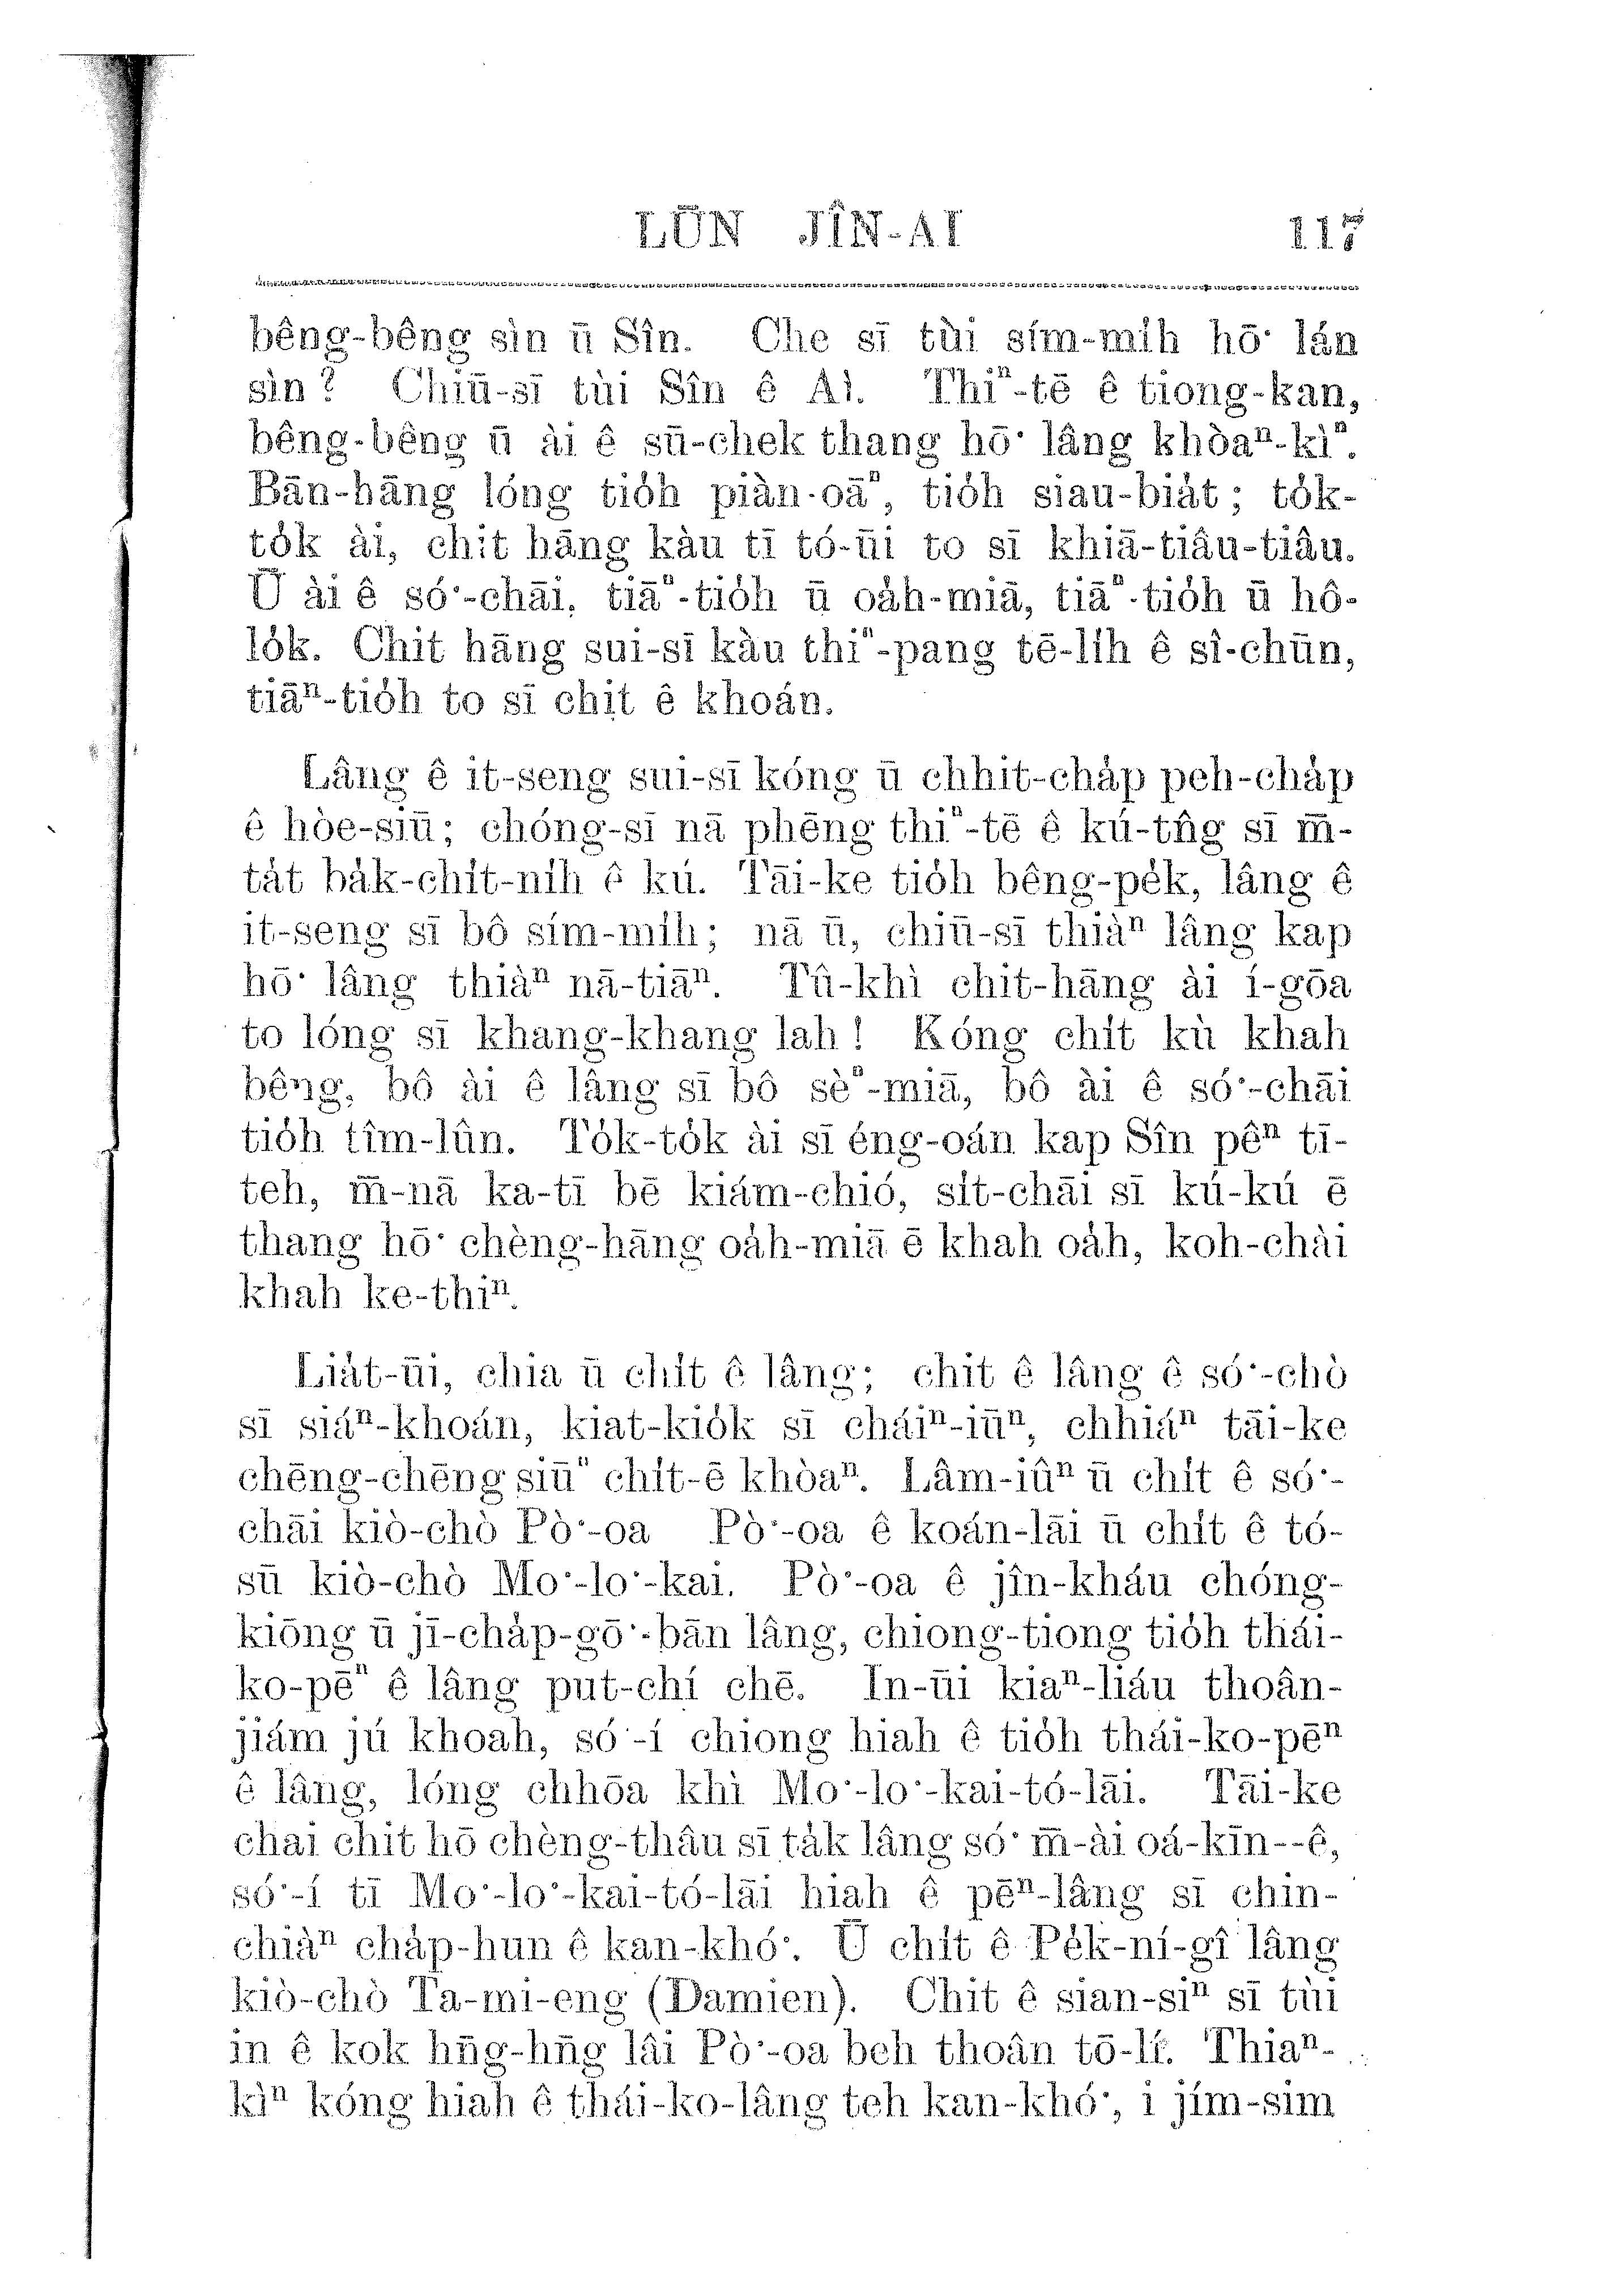 LŪN JÎN-AI 117
bêng-bêng sìn ū Sîn. Che sī tùi sím-mih hō͘ lán
sìn? Chiū-sī tùi Sîn ê Ài. Thiⁿ-tē ê tiong-kan,
bêng-bêng ū ài ê sū-chek thang hō͘ lâng khòaⁿ-kìⁿ.
Bān-hāng lóng tio̍h piàn-oāⁿ, tio̍h siau-bia̍t; to̍k-
to̍k ài, chit hāng kàu tī tó-ūi to sī khiā-tiâu-tiâu.
Ū ài ê só͘-chāi, tiāⁿ-tio̍h ū oa̍h-miā, tiāⁿ-tio̍h ū hô-
lo̍k. Chit hāng sui-sī kàu thiⁿ-pang tē-li̍h ê sî-chūn,
tiāⁿ-tio̍h to sī chit ê khoán.
Lâng ê it-seng sui-sī kóng ū chhit-cha̍p peh-cha̍p
ê hòe-siū; chóng-sī nā phēng thiⁿ-tē ê kú-tn̂g sī m̄-
ta̍t ba̍k-chi̍t-nih ê kú. Tāi-ke tio̍h bêng-pe̍k, lâng ê
it-seng sī bô sím-mih; nā ū, chiū-sī thiàⁿ lâng kap
hō͘ lâng thiàⁿ nā-tiāⁿ. Tû-khì chit-hāng ài í-gōa
to lóng sī khang-khang lah! Kóng chi̍t kù khah
bêng, bô ài ê lâng sī bô sèⁿ-miā, bô ài ê só͘-chāi
tio̍h tîm-lûn. To̍k-to̍k ài sī éng-oán kap Sîn pêⁿ tī-
teh, m̄-nā ka-tī bē kiám-chió, si̍t-chāi sī kú-kú ē
thang hō͘ chèng-hāng oa̍h-miā ē khah oa̍h, koh-chài
khah ke-thiⁿ.
Lia̍t-ūi, chia ū chi̍t ê lâng; chit ê lâng ê só͘-chò
sī siáⁿ-khoán, kiat-kio̍k sī cháiⁿ-iūⁿ, chhiáⁿ tāi-ke
chēng-chēng siūⁿ chi̍t-ē khòaⁿ. Lâm-iûⁿ ū chi̍t ê só͘-
chāi kiò-chò Pò͘-oa Pò͘-oa ê koán-lāi ū chi̍t ê tó-
sū kiò-chò Mo͘-lo͘-kai. Pò͘-oa ê jîn-kháu chóng-
kiōng ū jī-cha̍p-gō͘-bān lâng, chiong-tiong tio̍h thái-
ko-pēⁿ ê lâng put-chí chē. In-ūi kiaⁿ-liáu thoân-
jiám jú khoah, só͘-í chiong hiah ê tio̍h thái-ko-pēⁿ
ê lâng, lóng chhōa khì Mo͘-lo͘-kai-tó-lāi. Tāi-ke
chai chit hō chèng-thâu sī ta̍k lâng só͘ m̄-ài oá-kīn--ê,
só͘-í tī Mo͘-lo͘-kai-tó-lāi hiah ê pēⁿ-lâng sī chin-
chiàⁿ cha̍p-hun ê kan-khó͘. Ū chi̍t ê Pe̍k-ní-gī lâng
kiò-chò Ta-mi-eng (Damien). Chit ê sian-siⁿ sī tùi
in ê kok hn̄g-hn̄g lâi Pò͘-oa beh thoân tō-lí. Thiaⁿ-
kìⁿ kóng hiah ê thái-ko-lâng teh kan-khó͘, i jím-sim